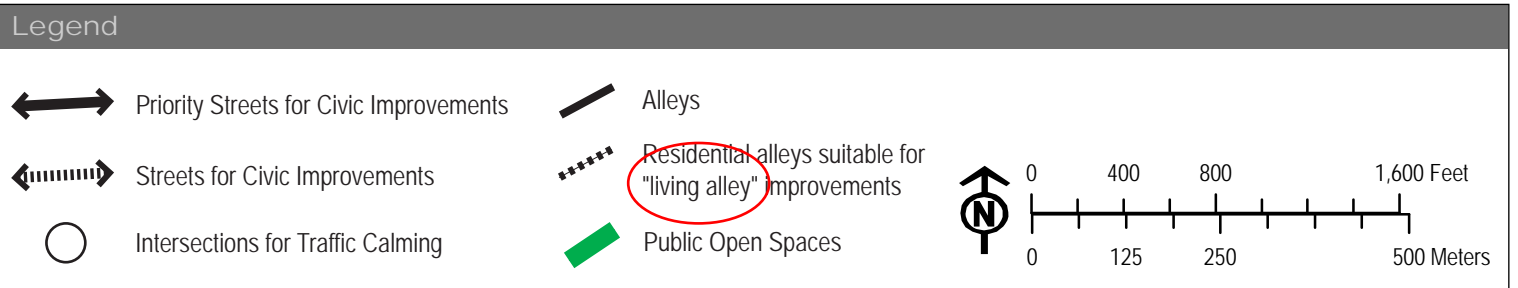 Legend
Priority Streets for Civic Improvements
Streets for Civic Improvements
Intersections for Traffic Calming
Alleys
Residential alleys suitable for
"living alley" improvements
Public Open Spaces
N
0 400 800 1,600 Feet
0 125 250 500 Meters